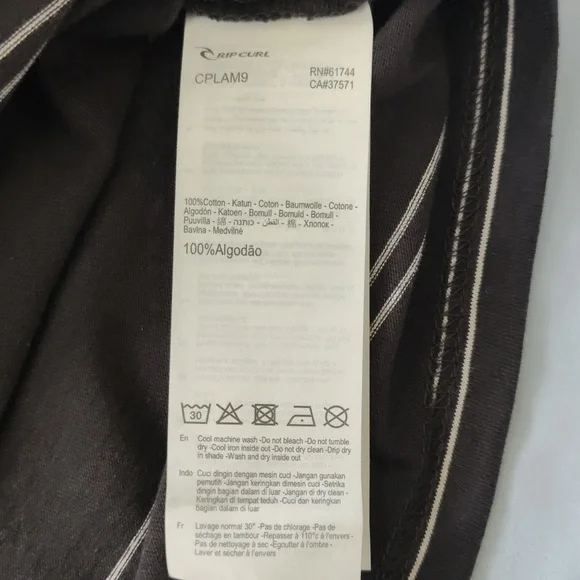 RIP CURL
CPLAM9
RN#61744
CA#37571
100%Cotton - Katun - Coton - Baumwolle - Cotone -
Algodón - Katoen - Bomull - Bomuld - Bomull -
Puuvilla - 綿 - כותנה - القطن - 棉 - Хлопок -
Bavlna - Medvilnė
100%Algodão
30
En Cool machine wash -Do not bleach -Do not tumble
dry -Cool iron inside out -Do not dry clean -Drip dry
in shade -Wash and dry inside out
Indo Cuci dingin dengan mesin cuci -Jangan gunakan
pemutih -Jangan keringkan dimesin cuci -Setrika
dingin bagian dalam di luar -Jangan di dry clean -
Keringkan di tempat teduh -Cuci dan keringkan
bagian dalam di luar
Fr Lavage normal 30° -Pas de chlorage -Pas de
séchage en tambour -Repasser à 110°c à l'envers
-Pas de nettoyage à sec -Egoutter à l'ombre -
Laver et sécher à l'envers